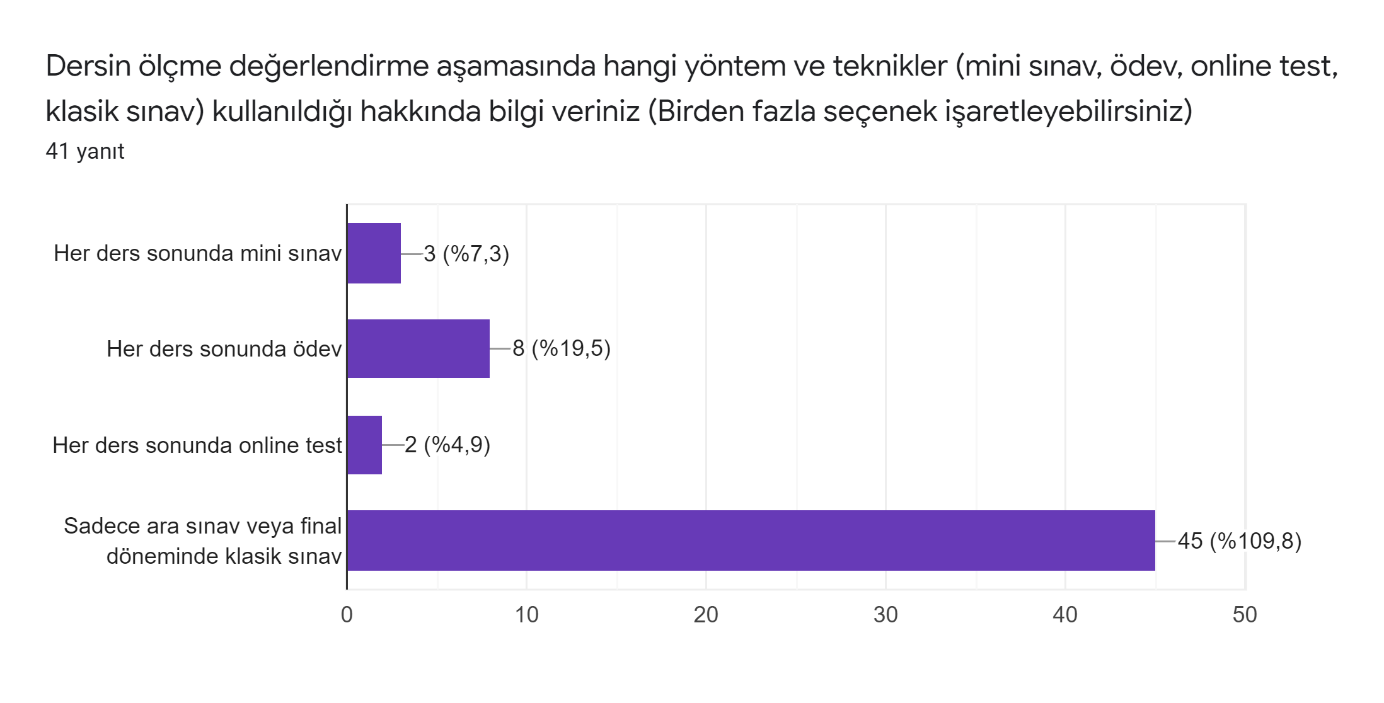 Dersin ölçme değerlendirme aşamasında hangi yöntem ve teknikler (mini sınav, ödev, online test,
klasik sınav) kullanıldığı hakkında bilgi veriniz (Birden fazla seçenek işaretleyebilirsiniz)
41 yanıt
Her ders sonunda mini sınav
3 (%7,3)
Her ders sonunda ödev
8 (%19,5)
Her ders sonunda online test
2 (%4,9)
Sadece ara sınav veya final
döneminde klasik sınav
45 (%109,8)
0 10 20 30 40 50